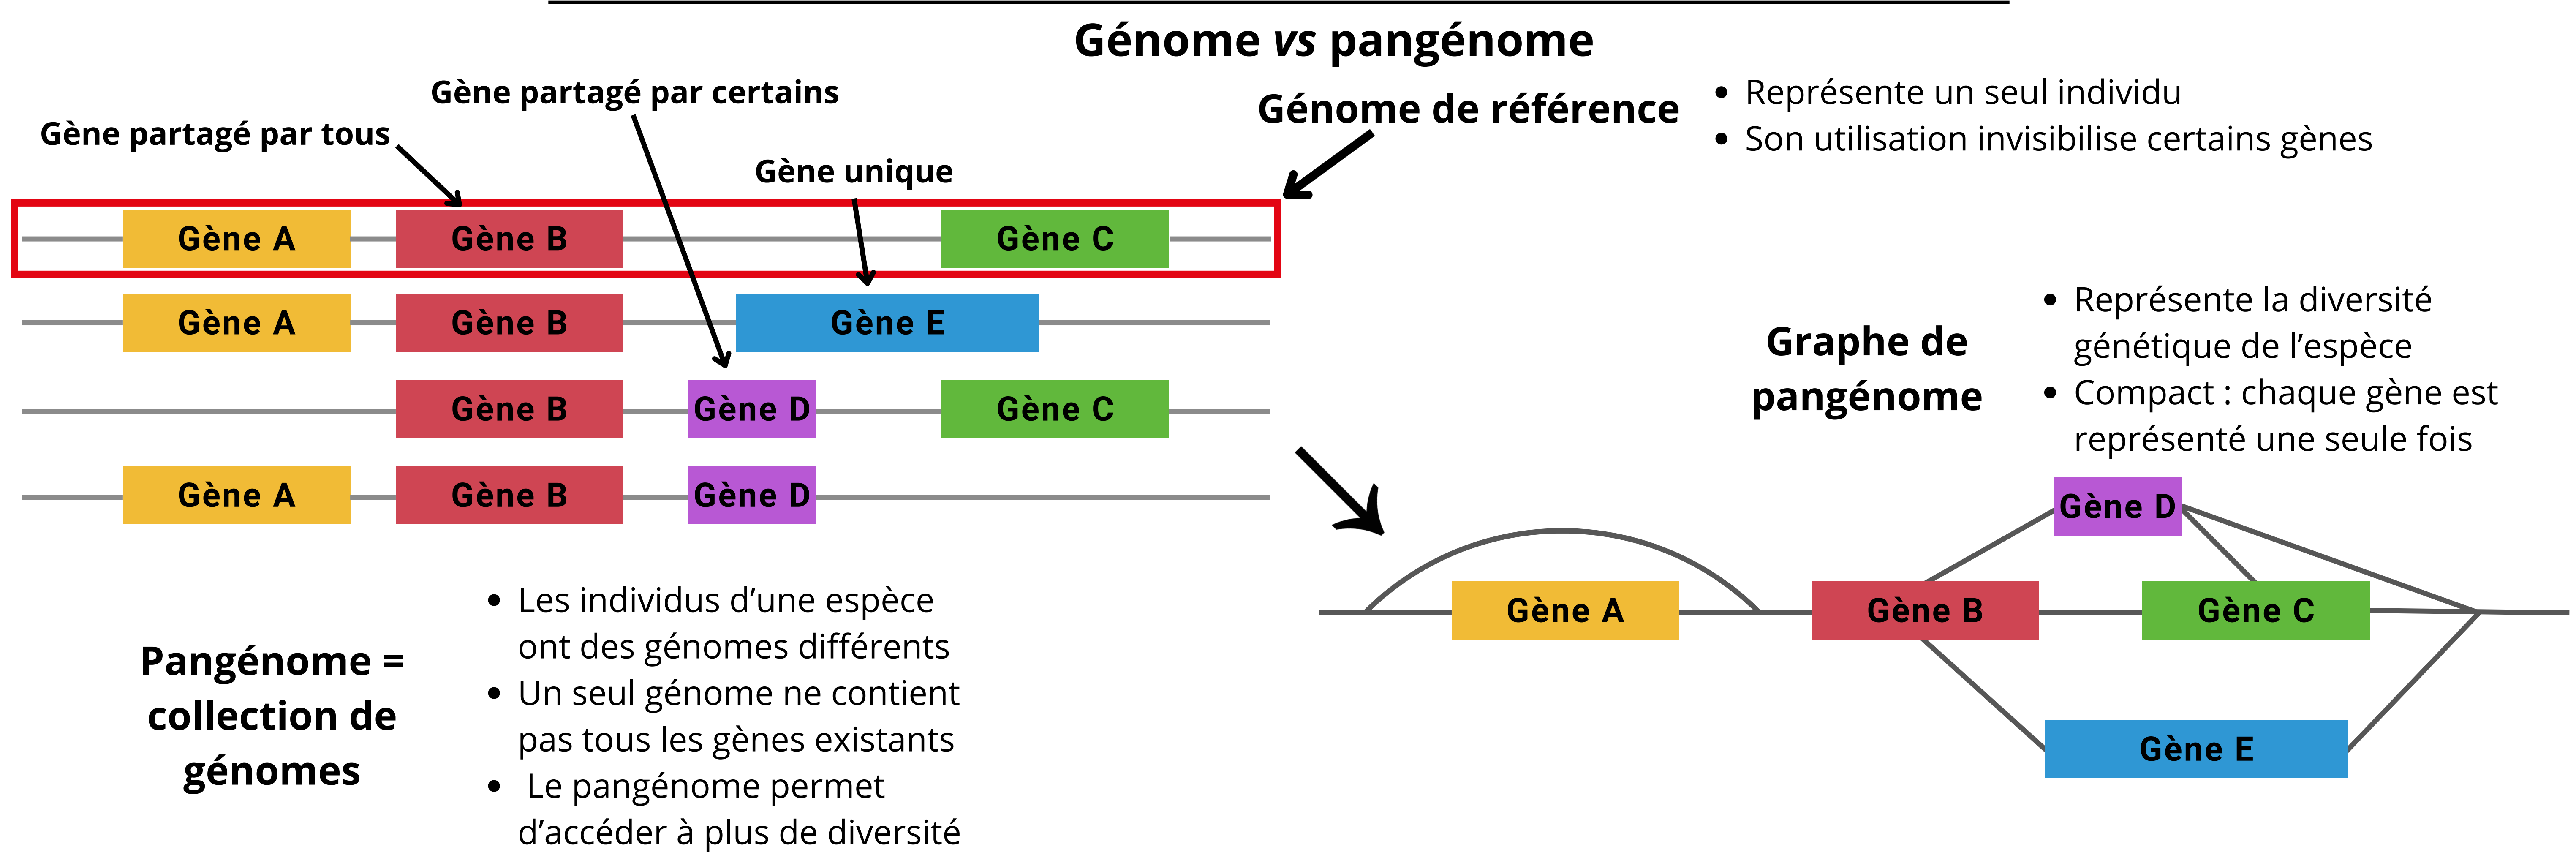 Génome vs pangénome
Gène partagé par certains
Gène partagé par tous
Gène unique
Génome de référence
• Représente un seul individu
• Son utilisation invisibilise certains gènes
Gène A Gène B Gène C
Gène A Gène B Gène E
Gène B Gène D Gène C
Gène A Gène B Gène D
Pangénome =
collection de
génomes
• Les individus d’une espèce
ont des génomes différents
• Un seul génome ne contient
pas tous les gènes existants
• Le pangénome permet
d’accéder à plus de diversité
Graphe de
pangénome
• Représente la diversité
génétique de l’espèce
• Compact : chaque gène est
représenté une seule fois
Gène D
Gène A Gène B Gène C
Gène E